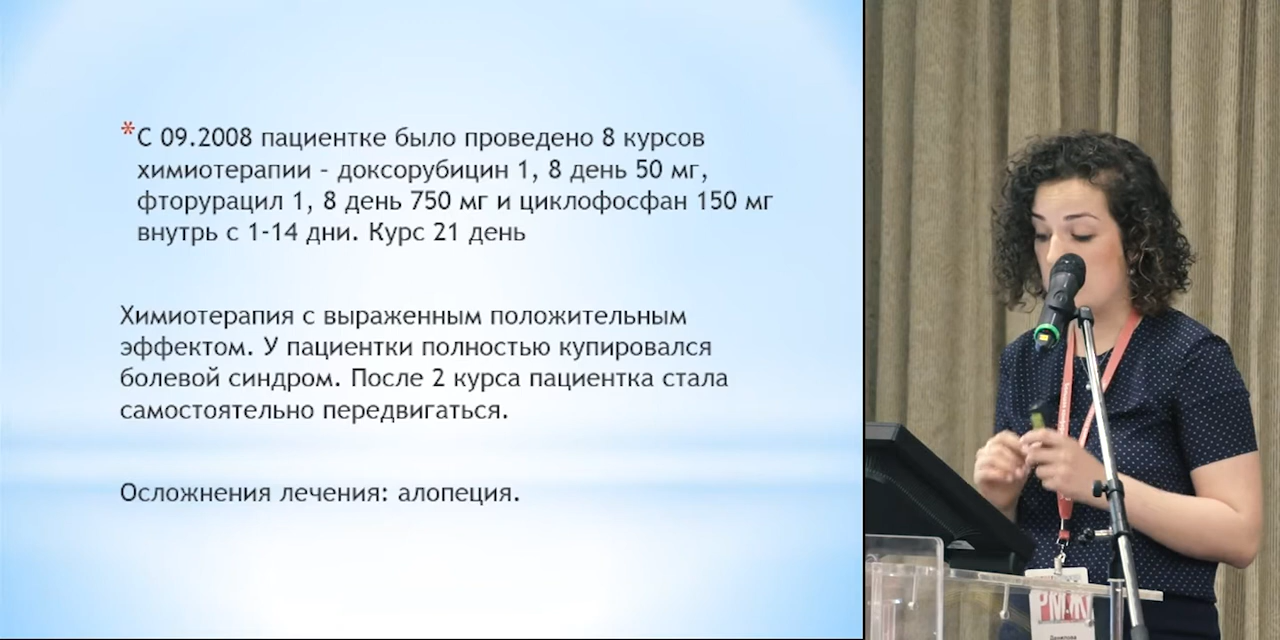 *С 09.2008 пациентке было проведено 8 курсов
химиотерапии – доксорубицин 1, 8 день 50 мг,
фторурацил 1, 8 день 750 мг и циклофосфан 150 мг
внутрь с 1-14 дни. Курс 21 день
Химиотерапия с выраженным положительным
эффектом. У пациентки полностью купировался
болевой синдром. После 2 курса пациентка стала
самостоятельно передвигаться.
Осложнения лечения: алопеция.
РМЖ